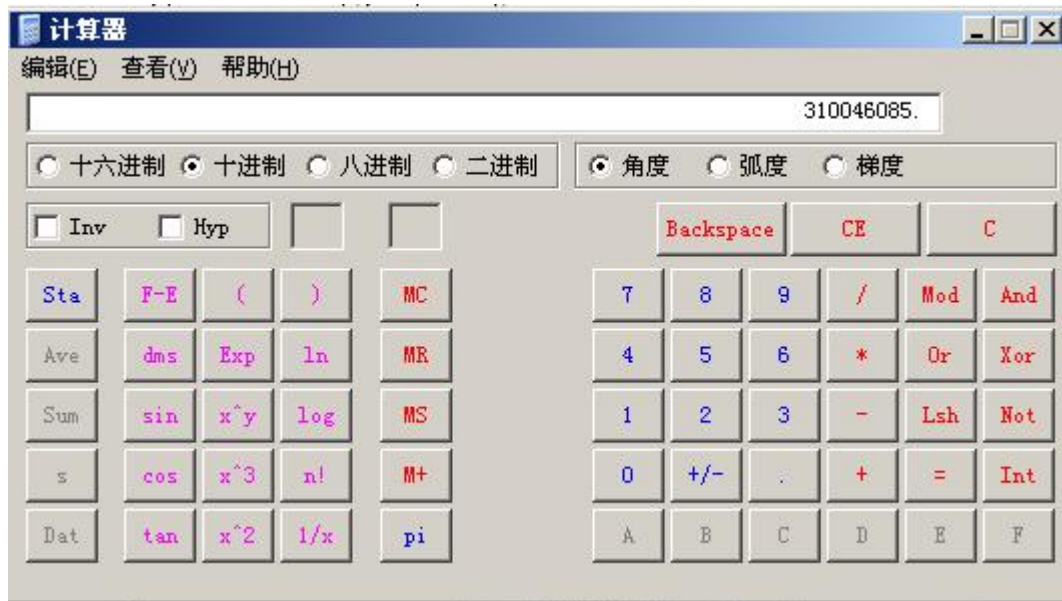 计算器
编辑(E) 查看(V) 帮助(H)
310046085.
十六进制 十进制 八进制 二进制 角度 弧度 梯度
Inv Hyp Backspace CE C
Sta F-E ( ) MC 7 8 9 / Mod And
Ave dms Exp ln MR 4 5 6 * Or Xor
Sum sin x^y log MS 1 2 3 - Lsh Not
s cos x^3 n! M+ 0 +/- . + = Int
Dat tan x^2 1/x pi A B C D E F